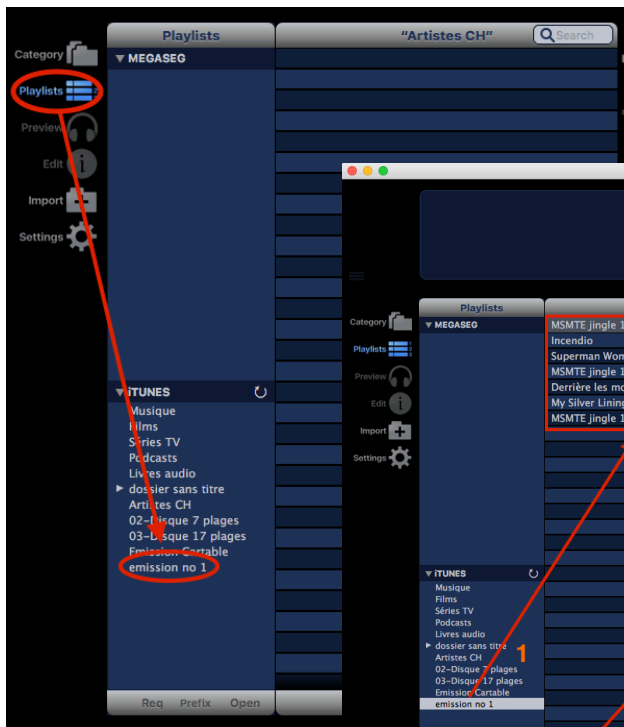 Playlists
"Artistes CH"
Search
Category
MEGASEG
Playlists
Preview
Edit
Import
Settings
iTUNES
Musique
Films
Séries TV
Podcasts
Livres audio
dossier sans titre
Artistes CH
02-Disque 7 plages
03-Disque 17 plages
Emission Cartable
emission no 1
Req Prefix Open
Playlists
Category
MEGASEG
Playlists
Preview
Edit
Import
Settings
MSMTE jingle 1
Incendio
Superman Wom
MSMTE jingle 1
Derrière les mo
My Silver Lining
MSMTE jingle 1
iTUNES
Musique
Films
Séries TV
Podcasts
Livres audio
dossier sans titre
1
Artistes CH
02-Disque 7 plages
03-Disque 17 plages
Emission Cartable
emission no 1